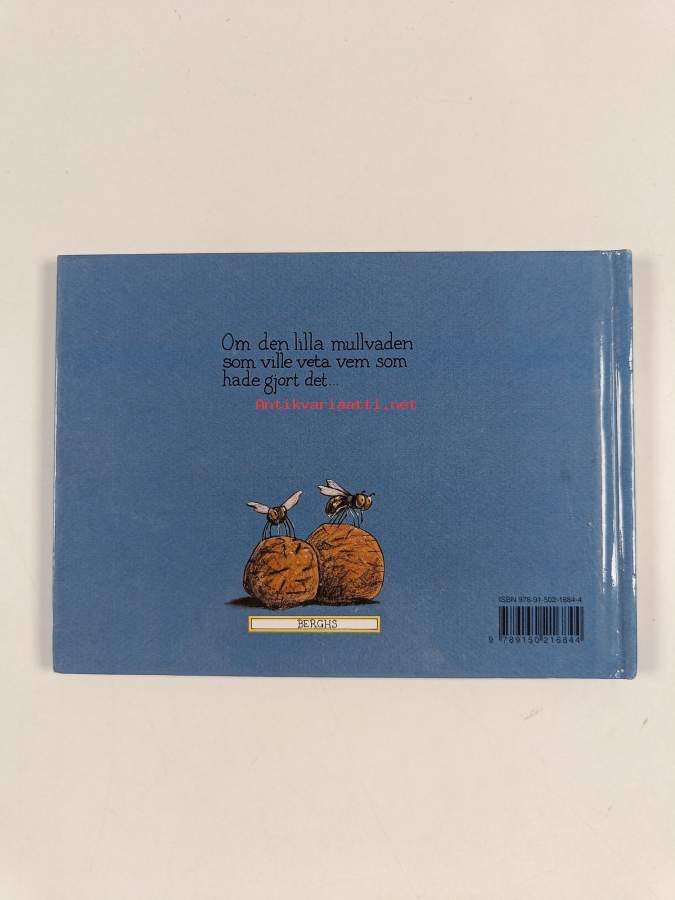 Om den lilla mullvaden
som ville veta vem som
hade gjort det...
Antikvariaatti.net
BERGHS
ISBN 978-91-502-1684-4
9 789150 216844